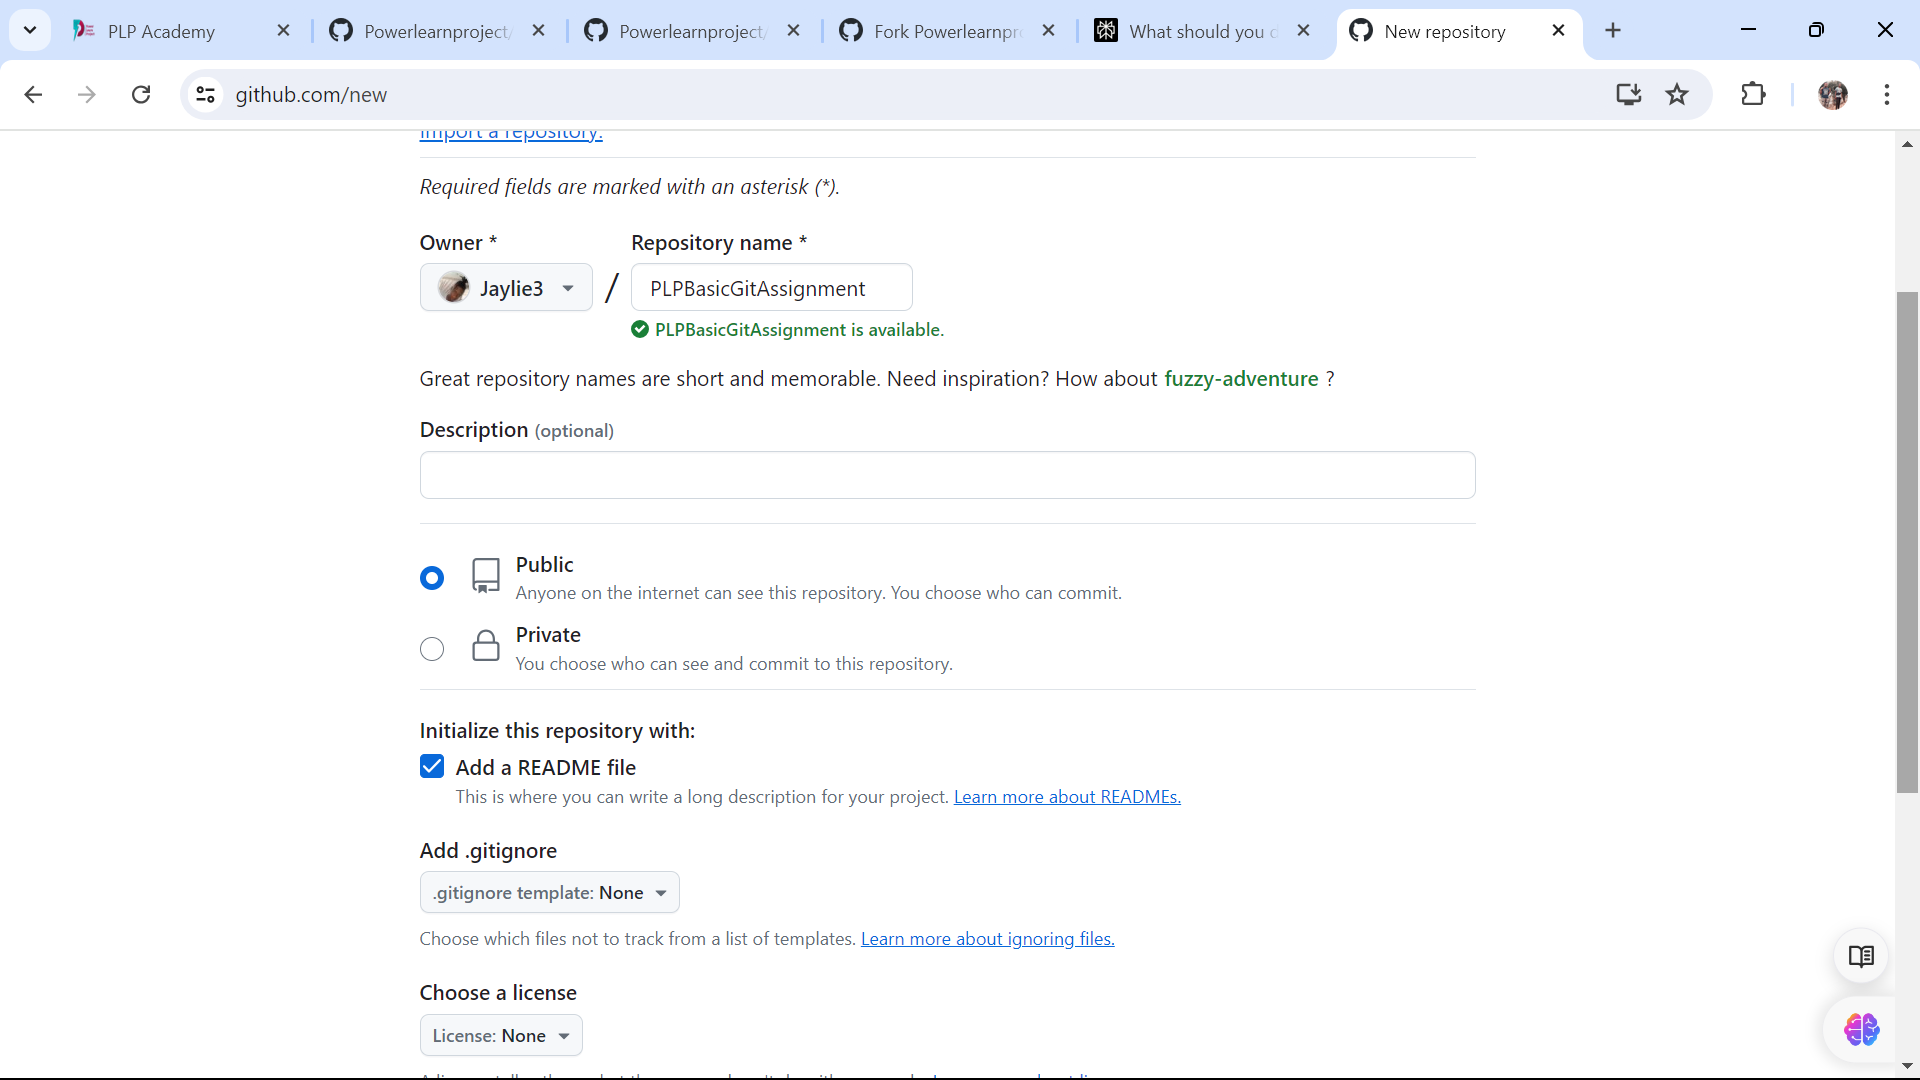 PLP Academy
Powerlearnproject/
Powerlearnproject/
Fork Powerlearnpro
What should you d
New repository
github.com/new
Import a repository.
Required fields are marked with an asterisk (*).
Owner * Repository name *
Jaylie3 / PLPBasicGitAssignment
PLPBasicGitAssignment is available.
Great repository names are short and memorable. Need inspiration? How about fuzzy-adventure ?
Description (optional)
Public
Anyone on the internet can see this repository. You choose who can commit.
Private
You choose who can see and commit to this repository.
Initialize this repository with:
Add a README file
This is where you can write a long description for your project. Learn more about READMEs.
Add .gitignore
.gitignore template: None
Choose which files not to track from a list of templates. Learn more about ignoring files.
Choose a license
License: None